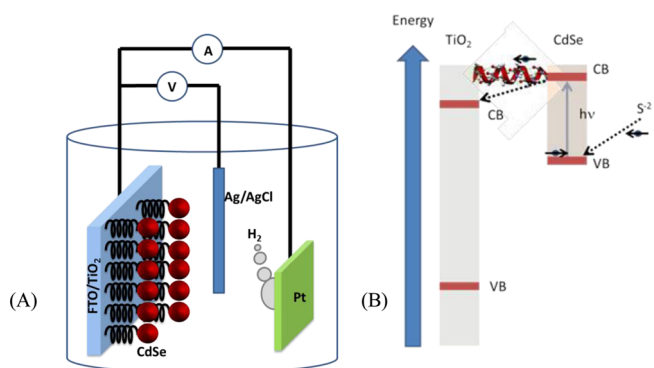 (A)
A
V
Ag/AgCl
H2
FTO/TiO2
Pt
CdSe
(B)
Energy
TiO2
CdSe
CB
CB
hν
S-2
VB
VB